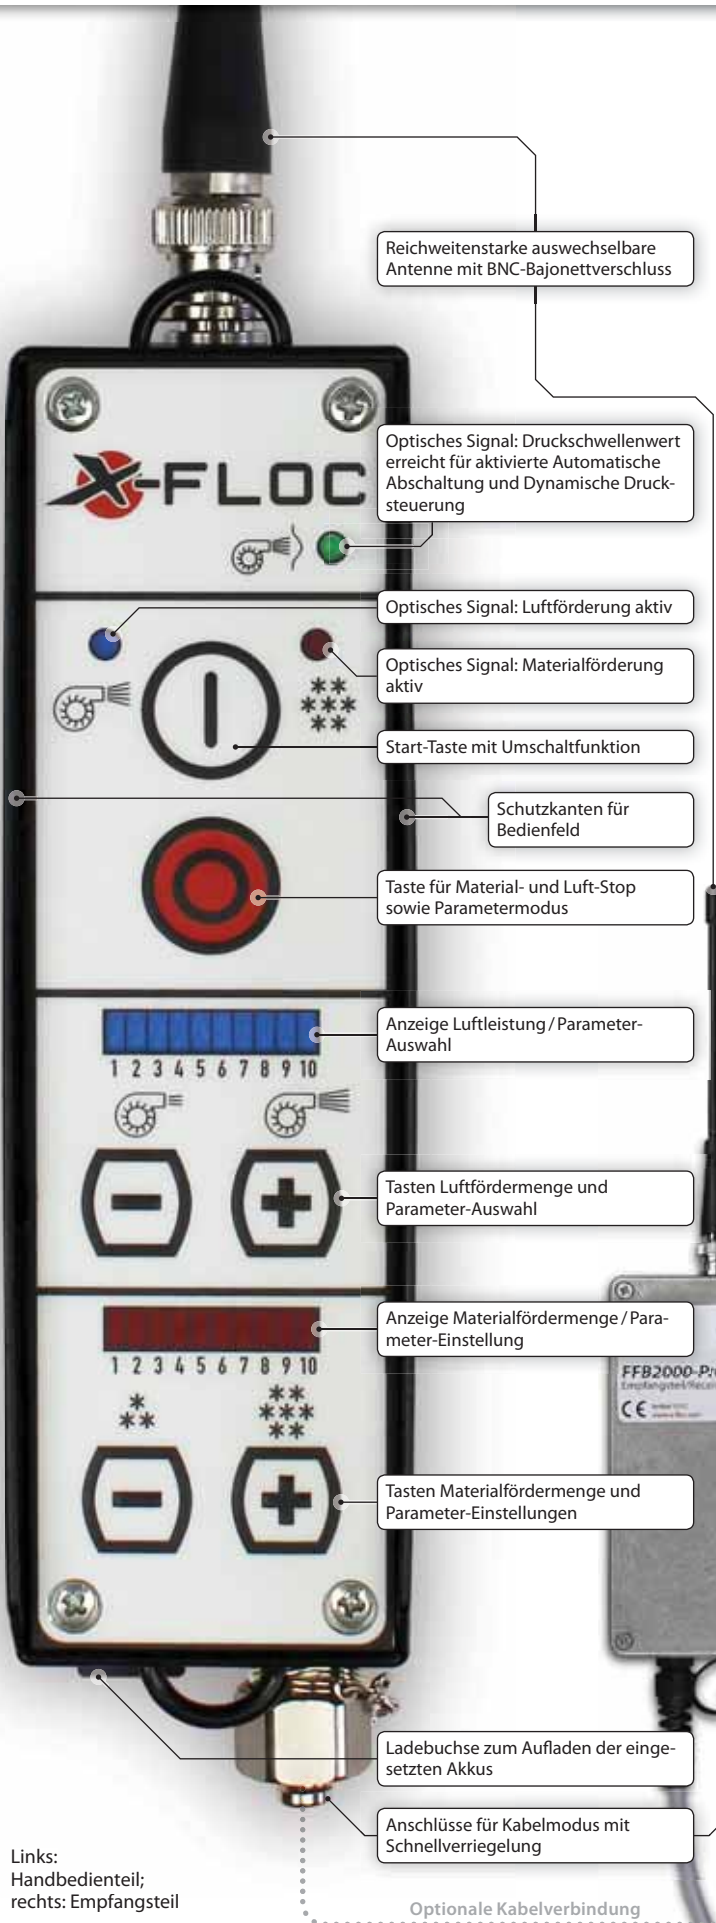 Reichweitenstarke auswechselbare
Antenne mit BNC-Bajonettverschluss
X-FLOC
Optisches Signal: Druckschwellenwert
erreicht für aktivierte Automatische
Abschaltung und Dynamische Druck-
steuerung
Optisches Signal: Luftförderung aktiv
Optisches Signal: Materialförderung
aktiv
Start-Taste mit Umschaltfunktion
Schutzkanten für
Bedienfeld
Taste für Material- und Luft-Stop
sowie Parametermodus
Anzeige Luftleistung / Parameter-
Auswahl
1 2 3 4 5 6 7 8 9 10
Tasten Luftfördermenge und
Parameter-Auswahl
Anzeige Materialfördermenge / Para-
meter-Einstellung
1 2 3 4 5 6 7 8 9 10
FFB2000-Pr
Empfangsteil/Recei
CE
Tasten Materialfördermenge und
Parameter-Einstellungen
Ladebuchse zum Aufladen der einge-
setzten Akkus
Anschlüsse für Kabelmodus mit
Schnellverriegelung
Links:
Handbedienteil;
rechts: Empfangsteil
Optionale Kabelverbindung